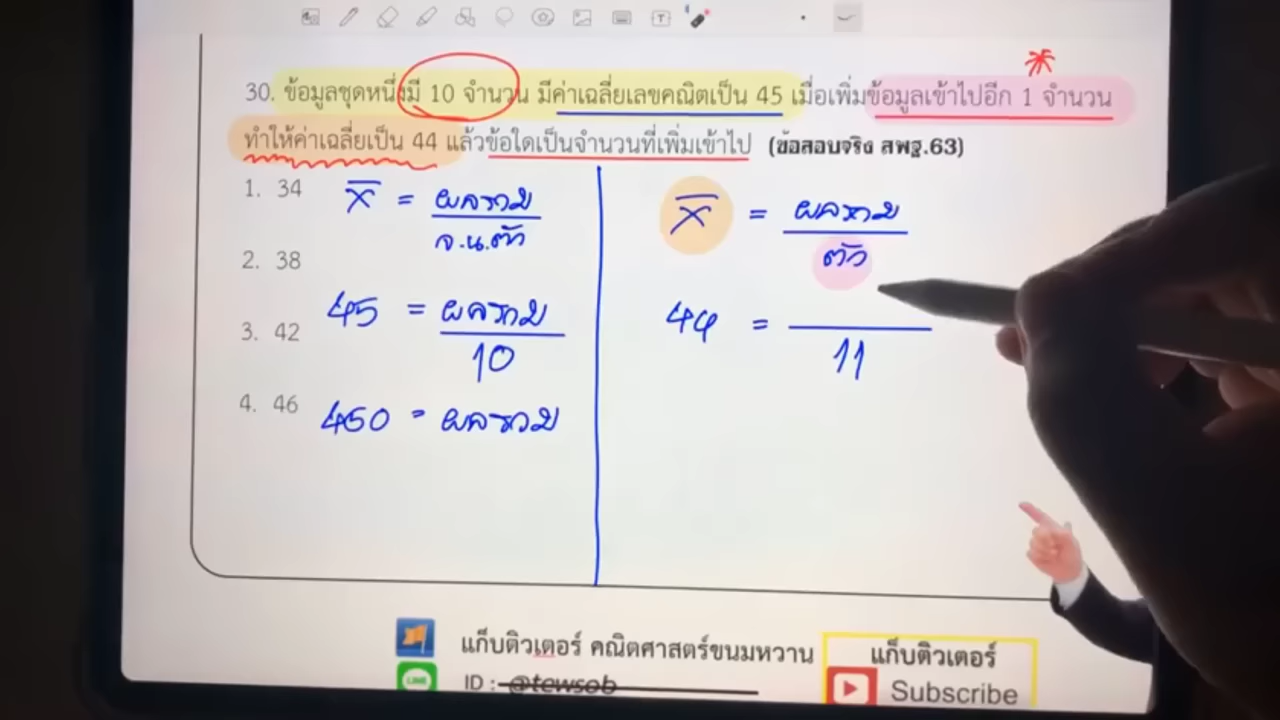 30. ข้อมูลชุดหนึ่งมี 10 จำนวน มีค่าเฉลี่ยเลขคณิตเป็น 45 เมื่อเพิ่มข้อมูลเข้าไปอีก 1 จำนวน
ทำให้ค่าเฉลี่ยเป็น 44 แล้วข้อใดเป็นจำนวนที่เพิ่มเข้าไป (ข้อสอบจริง สพฐ.63)
1. 34
2. 38
3. 42
4. 46
x̄ = ผลรวม
จ.น.ตัว
45 = ผลรวม
10
450 = ผลรวม
x̄ = ผลรวม
ตัว
44 =
11
แก็บติวเตอร์ คณิตศาสตร์ขนมหวาน
LINE
ID : @tewsob
แก็บติวเตอร์
Subscribe